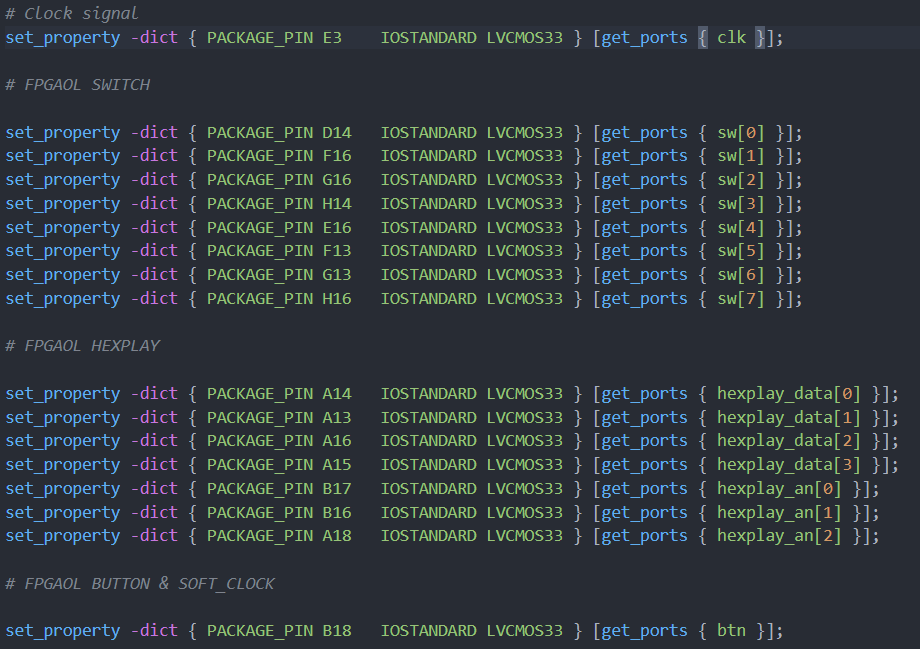 # Clock signal
set_property -dict { PACKAGE_PIN E3    IOSTANDARD LVCMOS33 } [get_ports { clk }];
# FPGAOL SWITCH
set_property -dict { PACKAGE_PIN D14   IOSTANDARD LVCMOS33 } [get_ports { sw[0] }];
set_property -dict { PACKAGE_PIN F16   IOSTANDARD LVCMOS33 } [get_ports { sw[1] }];
set_property -dict { PACKAGE_PIN G16   IOSTANDARD LVCMOS33 } [get_ports { sw[2] }];
set_property -dict { PACKAGE_PIN H14   IOSTANDARD LVCMOS33 } [get_ports { sw[3] }];
set_property -dict { PACKAGE_PIN E16   IOSTANDARD LVCMOS33 } [get_ports { sw[4] }];
set_property -dict { PACKAGE_PIN F13   IOSTANDARD LVCMOS33 } [get_ports { sw[5] }];
set_property -dict { PACKAGE_PIN G13   IOSTANDARD LVCMOS33 } [get_ports { sw[6] }];
set_property -dict { PACKAGE_PIN H16   IOSTANDARD LVCMOS33 } [get_ports { sw[7] }];
# FPGAOL HEXPLAY
set_property -dict { PACKAGE_PIN A14   IOSTANDARD LVCMOS33 } [get_ports { hexplay_data[0] }];
set_property -dict { PACKAGE_PIN A13   IOSTANDARD LVCMOS33 } [get_ports { hexplay_data[1] }];
set_property -dict { PACKAGE_PIN A16   IOSTANDARD LVCMOS33 } [get_ports { hexplay_data[2] }];
set_property -dict { PACKAGE_PIN A15   IOSTANDARD LVCMOS33 } [get_ports { hexplay_data[3] }];
set_property -dict { PACKAGE_PIN B17   IOSTANDARD LVCMOS33 } [get_ports { hexplay_an[0] }];
set_property -dict { PACKAGE_PIN B16   IOSTANDARD LVCMOS33 } [get_ports { hexplay_an[1] }];
set_property -dict { PACKAGE_PIN A18   IOSTANDARD LVCMOS33 } [get_ports { hexplay_an[2] }];
# FPGAOL BUTTON & SOFT_CLOCK
set_property -dict { PACKAGE_PIN B18   IOSTANDARD LVCMOS33 } [get_ports { btn }];